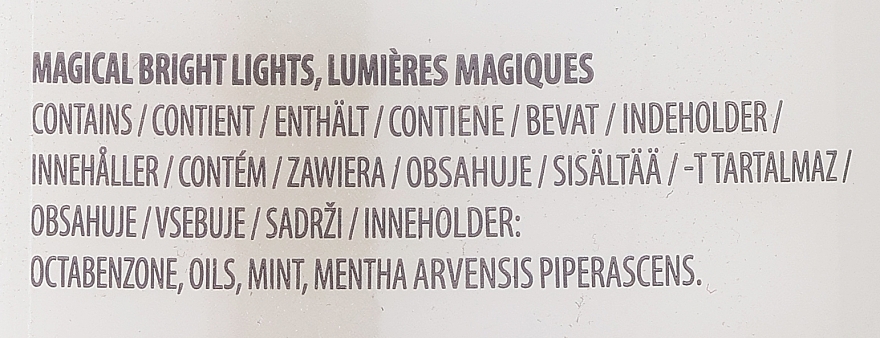 MAGICAL BRIGHT LIGHTS, LUMIÈRES MAGIQUES
CONTAINS / CONTIENT / ENTHÄLT / CONTIENE / BEVAT / INDEHOLDER /
INNEHÅLLER / CONTÉM / ZAWIERA / OBSAHUJE / SISÄLTÄÄ / -T TARTALMAZ /
OBSAHUJE / VSEBUJE / SADRŽI / INNEHOLDER:
OCTABENZONE, OILS, MINT, MENTHA ARVENSIS PIPERASCENS.